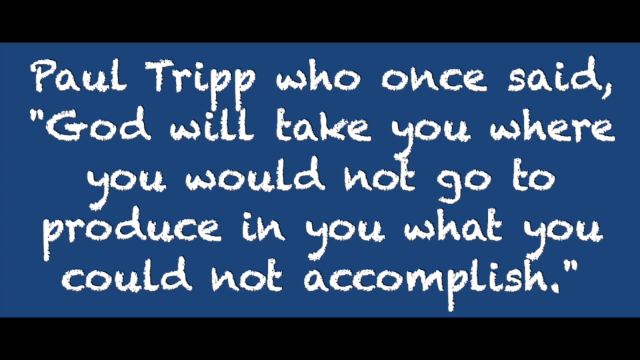 Paul Tripp who once said,
"God will take you where
you would not go to
produce in you what you
could not accomplish."